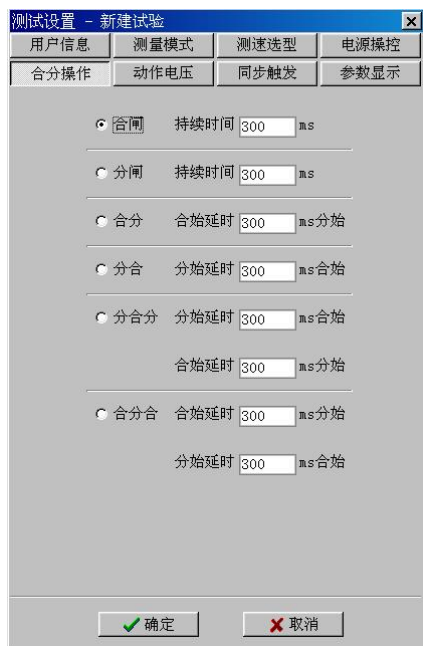 测试设置 - 新建试验
用户信息 测量模式 测速选型 电源操控
合分操作 动作电压 同步触发 参数显示
合闸 持续时间 300 ms
分闸 持续时间 300 ms
合分 合始延时 300 ms分始
分合 分始延时 300 ms合始
分合分 分始延时 300 ms合始
合始延时 300 ms分始
合分合 合始延时 300 ms分始
分始延时 300 ms合始
确定 取消